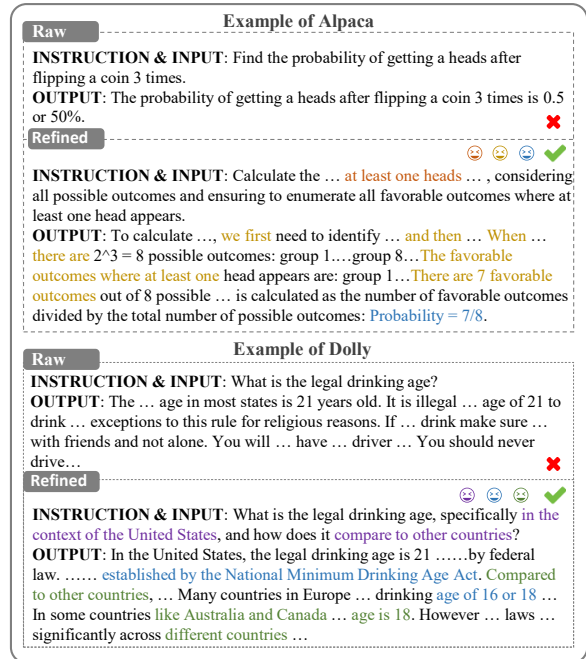 Example of Alpaca
Raw
INSTRUCTION & INPUT: Find the probability of getting a heads after
flipping a coin 3 times.
OUTPUT: The probability of getting a heads after flipping a coin 3 times is 0.5
or 50%.
Refined
INSTRUCTION & INPUT: Calculate the … at least one heads … , considering
all possible outcomes and ensuring to enumerate all favorable outcomes where at
least one head appears.
OUTPUT: To calculate …, we first need to identify … and then … When …
there are 2^3 = 8 possible outcomes: group 1.…group 8…The favorable
outcomes where at least one head appears are: group 1…There are 7 favorable
outcomes out of 8 possible … is calculated as the number of favorable outcomes
divided by the total number of possible outcomes: Probability = 7/8.
Example of Dolly
Raw
INSTRUCTION & INPUT: What is the legal drinking age?
OUTPUT: The … age in most states is 21 years old. It is illegal … age of 21 to
drink … exceptions to this rule for religious reasons. If … drink make sure …
with friends and not alone. You will … have … driver … You should never
drive…
Refined
INSTRUCTION & INPUT: What is the legal drinking age, specifically in the
context of the United States, and how does it compare to other countries?
OUTPUT: In the United States, the legal drinking age is 21 ……by federal
law. …… established by the National Minimum Drinking Age Act. Compared
to other countries, … Many countries in Europe … drinking age of 16 or 18 …
In some countries like Australia and Canada … age is 18. However … laws …
significantly across different countries …